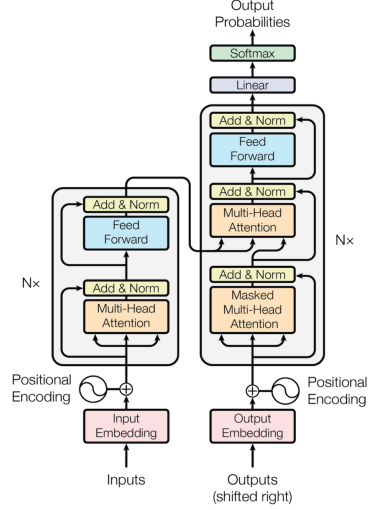 Output
Probabilities
Softmax
Linear
Add & Norm
Feed
Forward
Add & Norm
Multi-Head
Attention
Add & Norm
Masked
Multi-Head
Attention
N×
Add & Norm
Feed
Forward
Add & Norm
Multi-Head
Attention
N×
Positional
Encoding
Positional
Encoding
Input
Embedding
Output
Embedding
Inputs
Outputs
(shifted right)